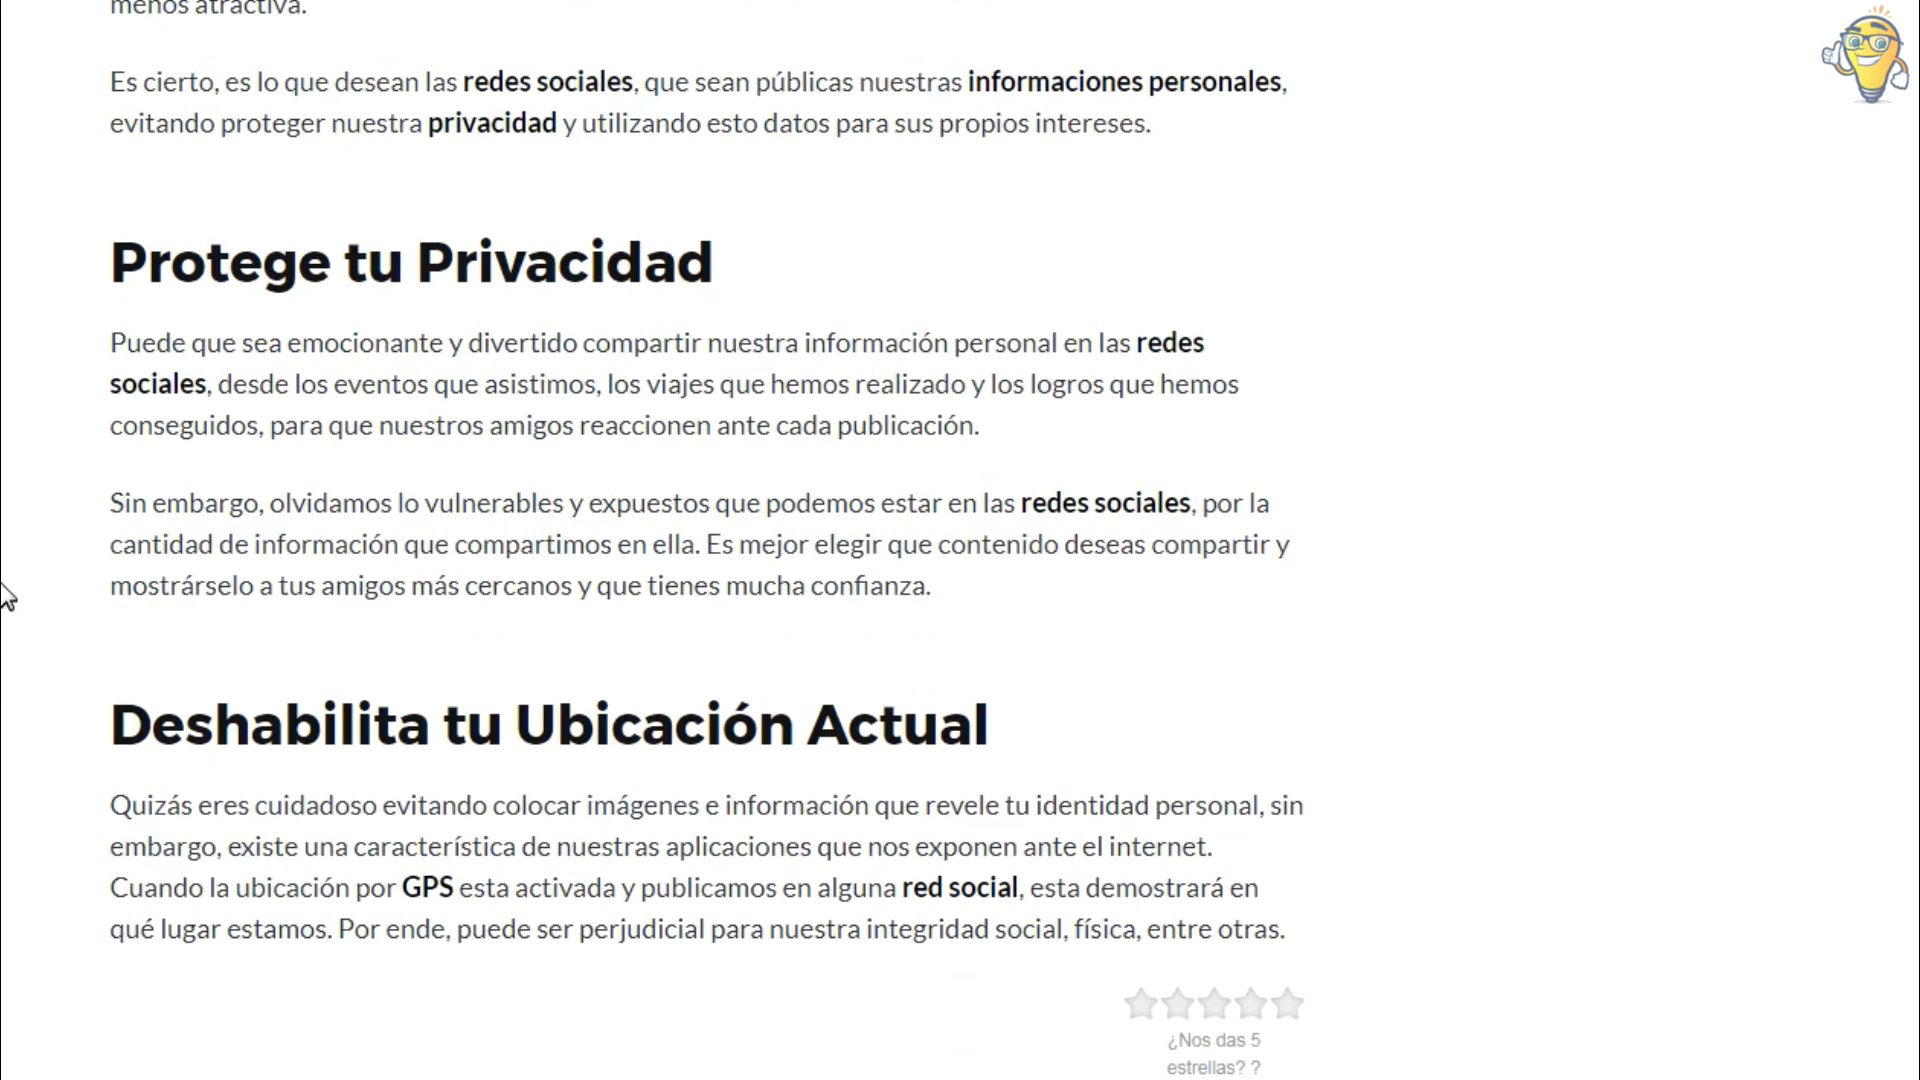 menos atractiva.
Es cierto, es lo que desean las redes sociales, que sean públicas nuestras informaciones personales,
evitando proteger nuestra privacidad y utilizando esto datos para sus propios intereses.
Protege tu Privacidad
Puede que sea emocionante y divertido compartir nuestra información personal en las redes
sociales, desde los eventos que asistimos, los viajes que hemos realizado y los logros que hemos
conseguidos, para que nuestros amigos reaccionen ante cada publicación.
Sin embargo, olvidamos lo vulnerables y expuestos que podemos estar en las redes sociales, por la
cantidad de información que compartimos en ella. Es mejor elegir que contenido deseas compartir y
mostrárselo a tus amigos más cercanos y que tienes mucha confianza.
Deshabilita tu Ubicación Actual
Quizás eres cuidadoso evitando colocar imágenes e información que revele tu identidad personal, sin
embargo, existe una característica de nuestras aplicaciones que nos exponen ante el internet.
Cuando la ubicación por GPS esta activada y publicamos en alguna red social, esta demostrará en
qué lugar estamos. Por ende, puede ser perjudicial para nuestra integridad social, física, entre otras.
¿Nos das 5
estrellas? ?